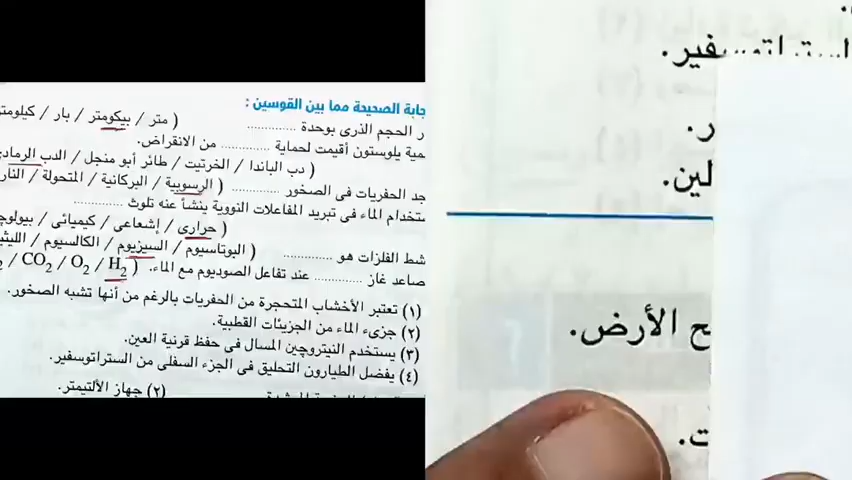 جابة الصحيحة مما بين القوسين :
ر الحجم الذرى بوحدة ............. ( متر / بيكومتر / بار / كيلومتر
مية يلوستون أقيمت لحماية ............. من الانقراض.
( دب الباندا / الخرتيت / طائر أبو منجل / الدب الرمادى
جد الحفريات فى الصخور ............. ( الرسوبية / البركانية / المتحولة / النار
ستخدام الماء فى تبريد المفاعلات النووية ينشأ عنه تلوث .............
( حرارى / إشعاعى / كيميائى / بيولوج
شط الفلزات هو ............. ( البوتاسيوم / السيزيوم / الكالسيوم / الليثي
صاعد غاز ............. عند تفاعل الصوديوم مع الماء. ( H2 / O2 / CO2 / 2
(١) تعتبر الأخشاب المتحجرة من الحفريات بالرغم من أنها تشبه الصخور.
(٢) جزىء الماء من الجزيئات القطبية.
(٣) يستخدم النيتروچين المسال فى حفظ قرنية العين.
(٤) يفضل الطيارون التحليق فى الجزء السفلى من الستراتوسفير.
(٢) جهاز الألتيمتر.
ر.
لين.
ح الأرض.
ت.